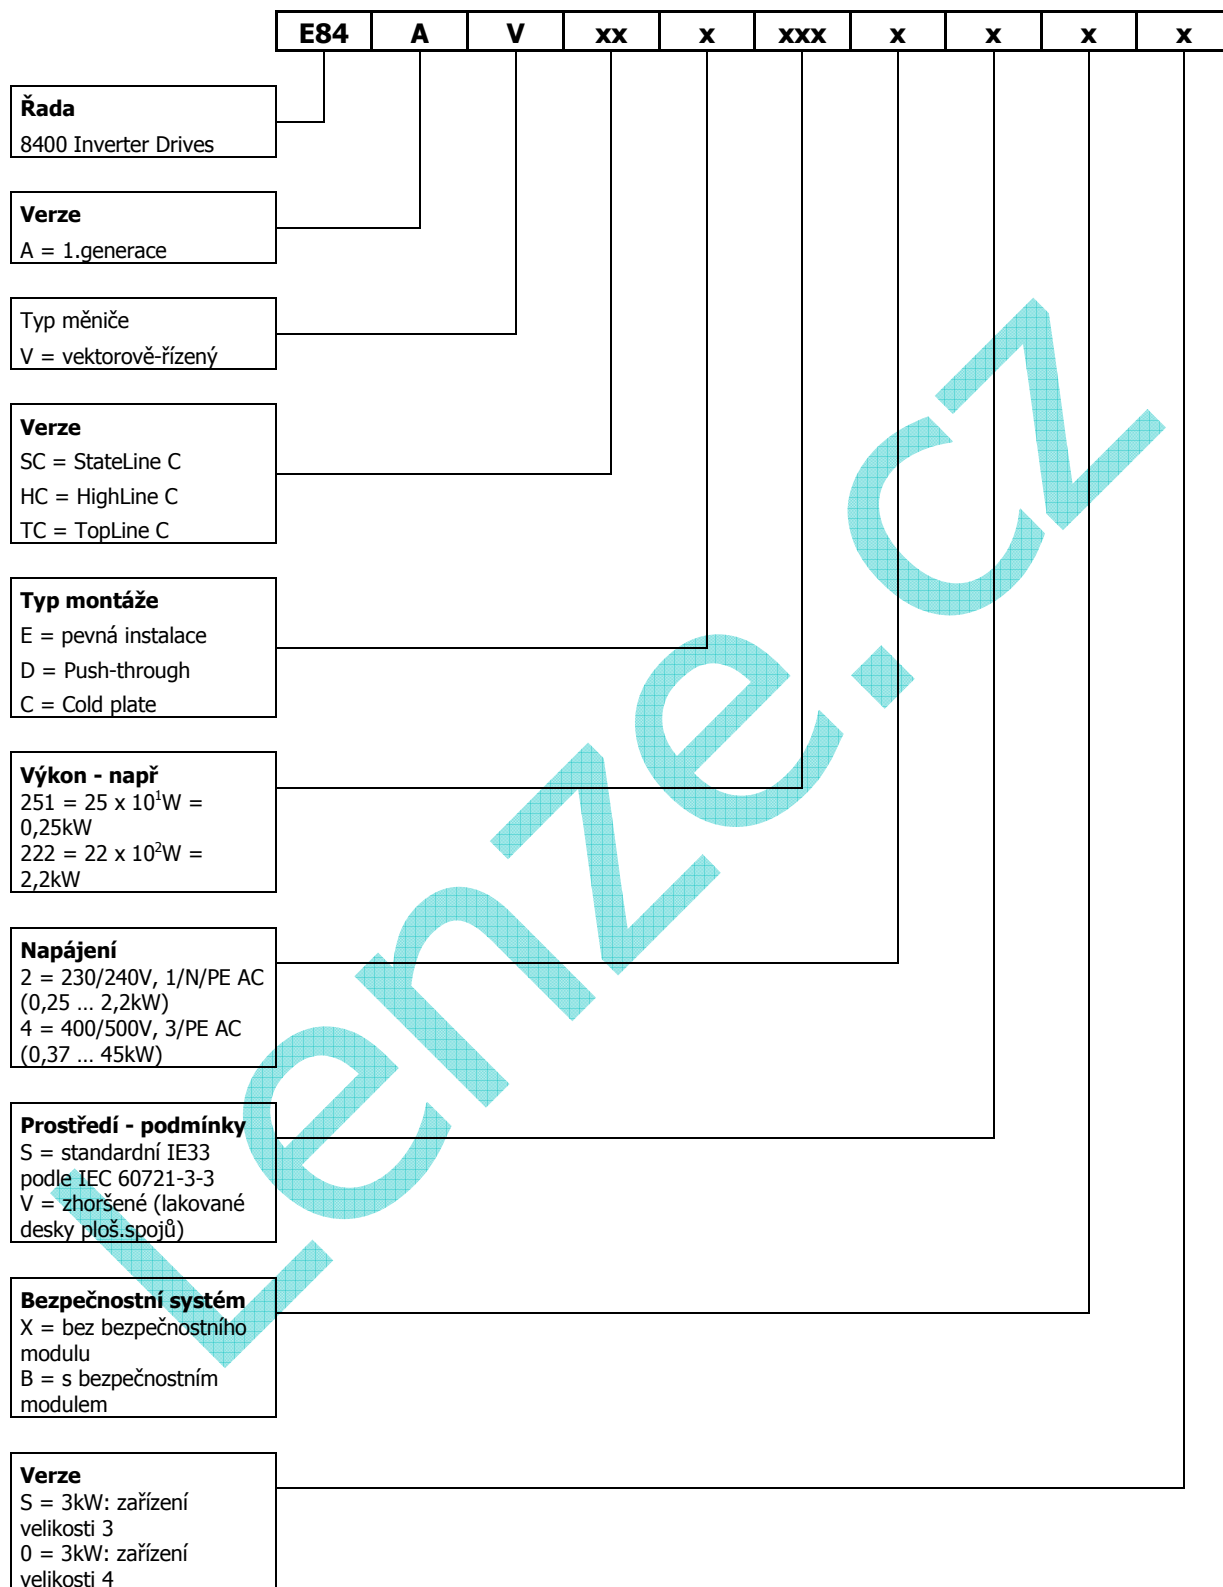 E84 A V xx x xxx x x x x
Řada
8400 Inverter Drives
Verze
A = 1.generace
Typ měniče
V = vektorově-řízený
Verze
SC = StateLine C
HC = HighLine C
TC = TopLine C
Typ montáže
E = pevná instalace
D = Push-through
C = Cold plate
Výkon - např
251 = 25 x 10¹W =
0,25kW
222 = 22 x 10²W =
2,2kW
Napájení
2 = 230/240V, 1/N/PE AC
(0,25 ... 2,2kW)
4 = 400/500V, 3/PE AC
(0,37 ... 45kW)
Prostředí - podmínky
S = standardní IE33
podle IEC 60721-3-3
V = zhoršené (lakované
desky ploš.spojů)
Bezpečnostní systém
X = bez bezpečnostního
modulu
B = s bezpečnostním
modulem
Verze
S = 3kW: zařízení
velikosti 3
0 = 3kW: zařízení
velikosti 4
Lenze.cz